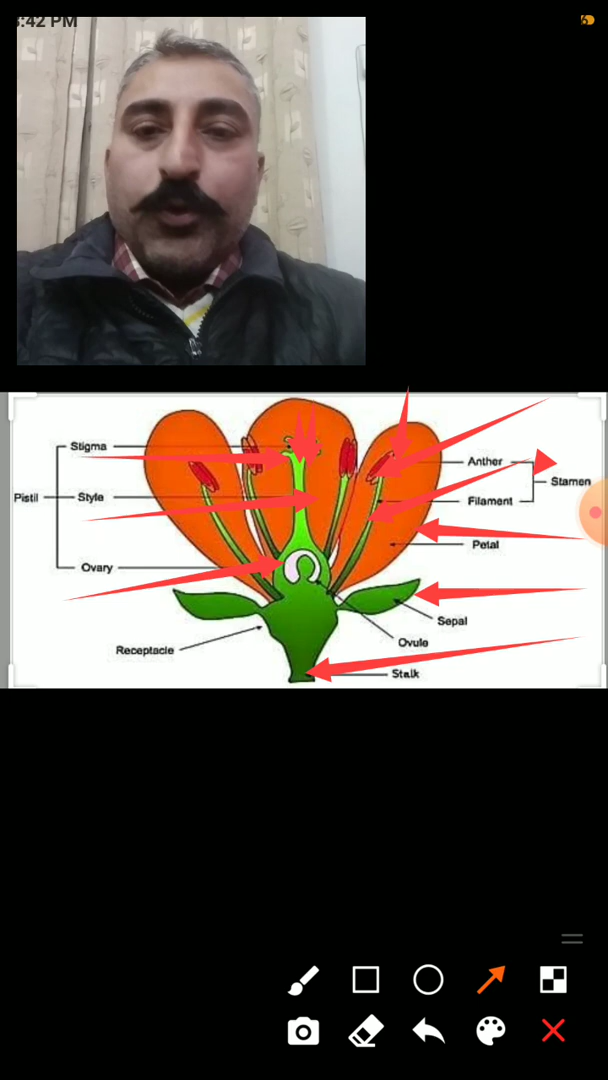 :42 PM
Stigma
Anther
Stamen
Pistil
Style
Filament
Petal
Ovary
Sepal
Ovule
Receptacle
Stalk